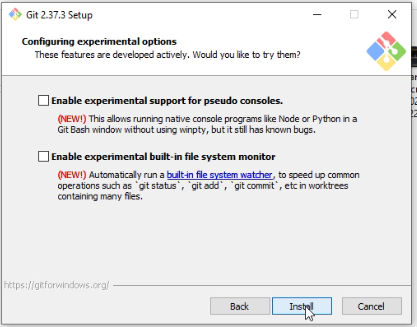 Git 2.37.3 Setup
Configuring experimental options
These features are developed actively. Would you like to try them?
Enable experimental support for pseudo consoles.
(NEW!) This allows running native console programs like Node or Python in a
Git Bash window without using winpty, but it still has known bugs.
Enable experimental built-in file system monitor
(NEW!) Automatically run a built-in file system watcher, to speed up common
operations such as `git status`, `git add`, `git commit`, etc in worktrees
containing many files.
https://gitforwindows.org/
Back Install Cancel